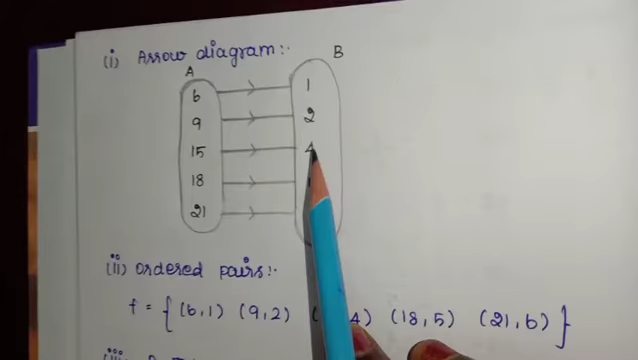 (i) Arrow diagram:-
A B
6 1
9 2
15 4
18
21
(ii) ordered pairs:-
f = { (6,1) (9,2) ( 4) (18,5) (21,6) }
(iii)